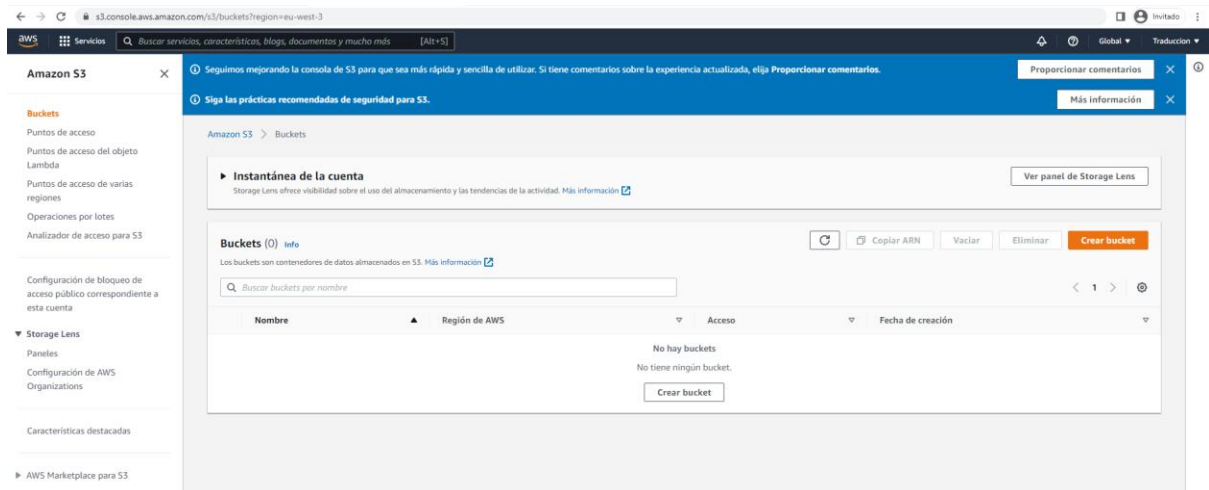 s3.console.aws.amazon.com/s3/buckets?region=eu-west-3
Invitado
aws
Servicios
Buscar servicios, características, blogs, documentos y mucho más
[Alt+S]
Global
Traduccion
Amazon S3
Seguimos mejorando la consola de S3 para que sea más rápida y sencilla de utilizar. Si tiene comentarios sobre la experiencia actualizada, elija Proporcionar comentarios.
Proporcionar comentarios
Siga las prácticas recomendadas de seguridad para S3.
Más información
Buckets
Puntos de acceso
Puntos de acceso del objeto
Lambda
Puntos de acceso de varias
regiones
Operaciones por lotes
Analizador de acceso para S3
Configuración de bloqueo de
acceso público correspondiente a
esta cuenta
Storage Lens
Paneles
Configuración de AWS
Organizations
Características destacadas
AWS Marketplace para S3
Amazon S3 > Buckets
Instantánea de la cuenta
Storage Lens ofrece visibilidad sobre el uso del almacenamiento y las tendencias de la actividad. Más información
Ver panel de Storage Lens
Buckets (0) Info
Copiar ARN
Vaciar
Eliminar
Crear bucket
Los buckets son contenedores de datos almacenados en S3. Más información
Buscar buckets por nombre
1
Nombre
Región de AWS
Acceso
Fecha de creación
No hay buckets
No tiene ningún bucket.
Crear bucket